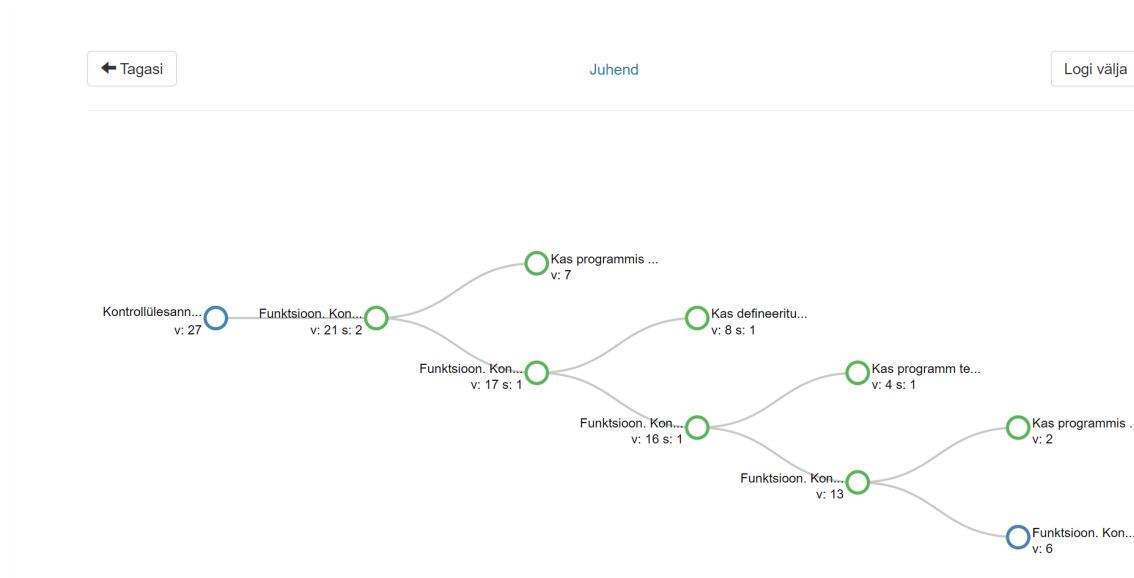 Tagasi
Juhend
Logi välja
Kas programmis ...
v: 7
Kontrollülesann...
v: 27
Funktsioon. Kon...
v: 21 s: 2
Kas defineeritu...
v: 8 s: 1
Funktsioon. Kon...
v: 17 s: 1
Kas programm te...
v: 4 s: 1
Funktsioon. Kon...
v: 16 s: 1
Kas programmis .
v: 2
Funktsioon. Kon...
v: 13
Funktsioon. Kon...
v: 6